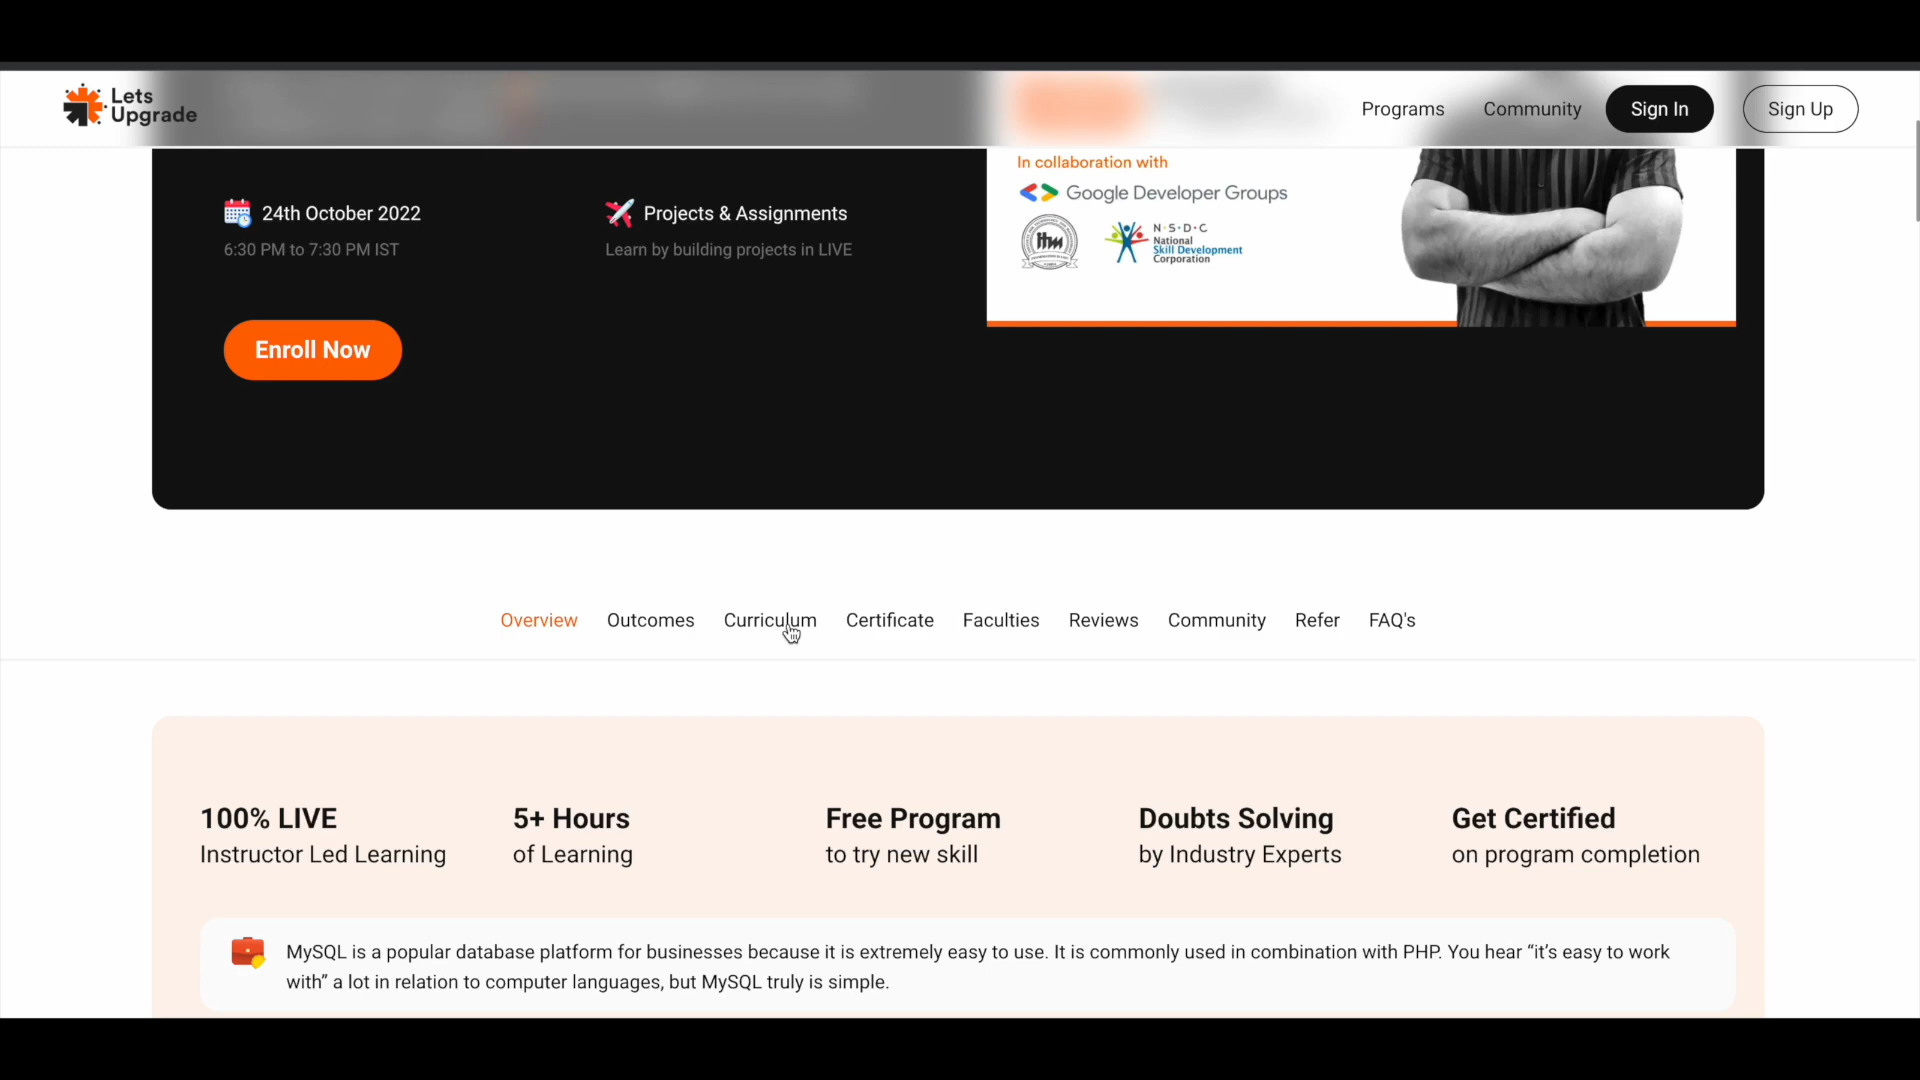 Lets
Upgrade
Programs
Community
Sign In
Sign Up
In collaboration with
Google Developer Groups
itm
N·S·D·C
National
Skill Development
Corporation
24th October 2022
6:30 PM to 7:30 PM IST
Projects & Assignments
Learn by building projects in LIVE
Enroll Now
Overview
Outcomes
Curriculum
Certificate
Faculties
Reviews
Community
Refer
FAQ's
100% LIVE
Instructor Led Learning
5+ Hours
of Learning
Free Program
to try new skill
Doubts Solving
by Industry Experts
Get Certified
on program completion
MySQL is a popular database platform for businesses because it is extremely easy to use. It is commonly used in combination with PHP. You hear “it’s easy to work
with” a lot in relation to computer languages, but MySQL truly is simple.